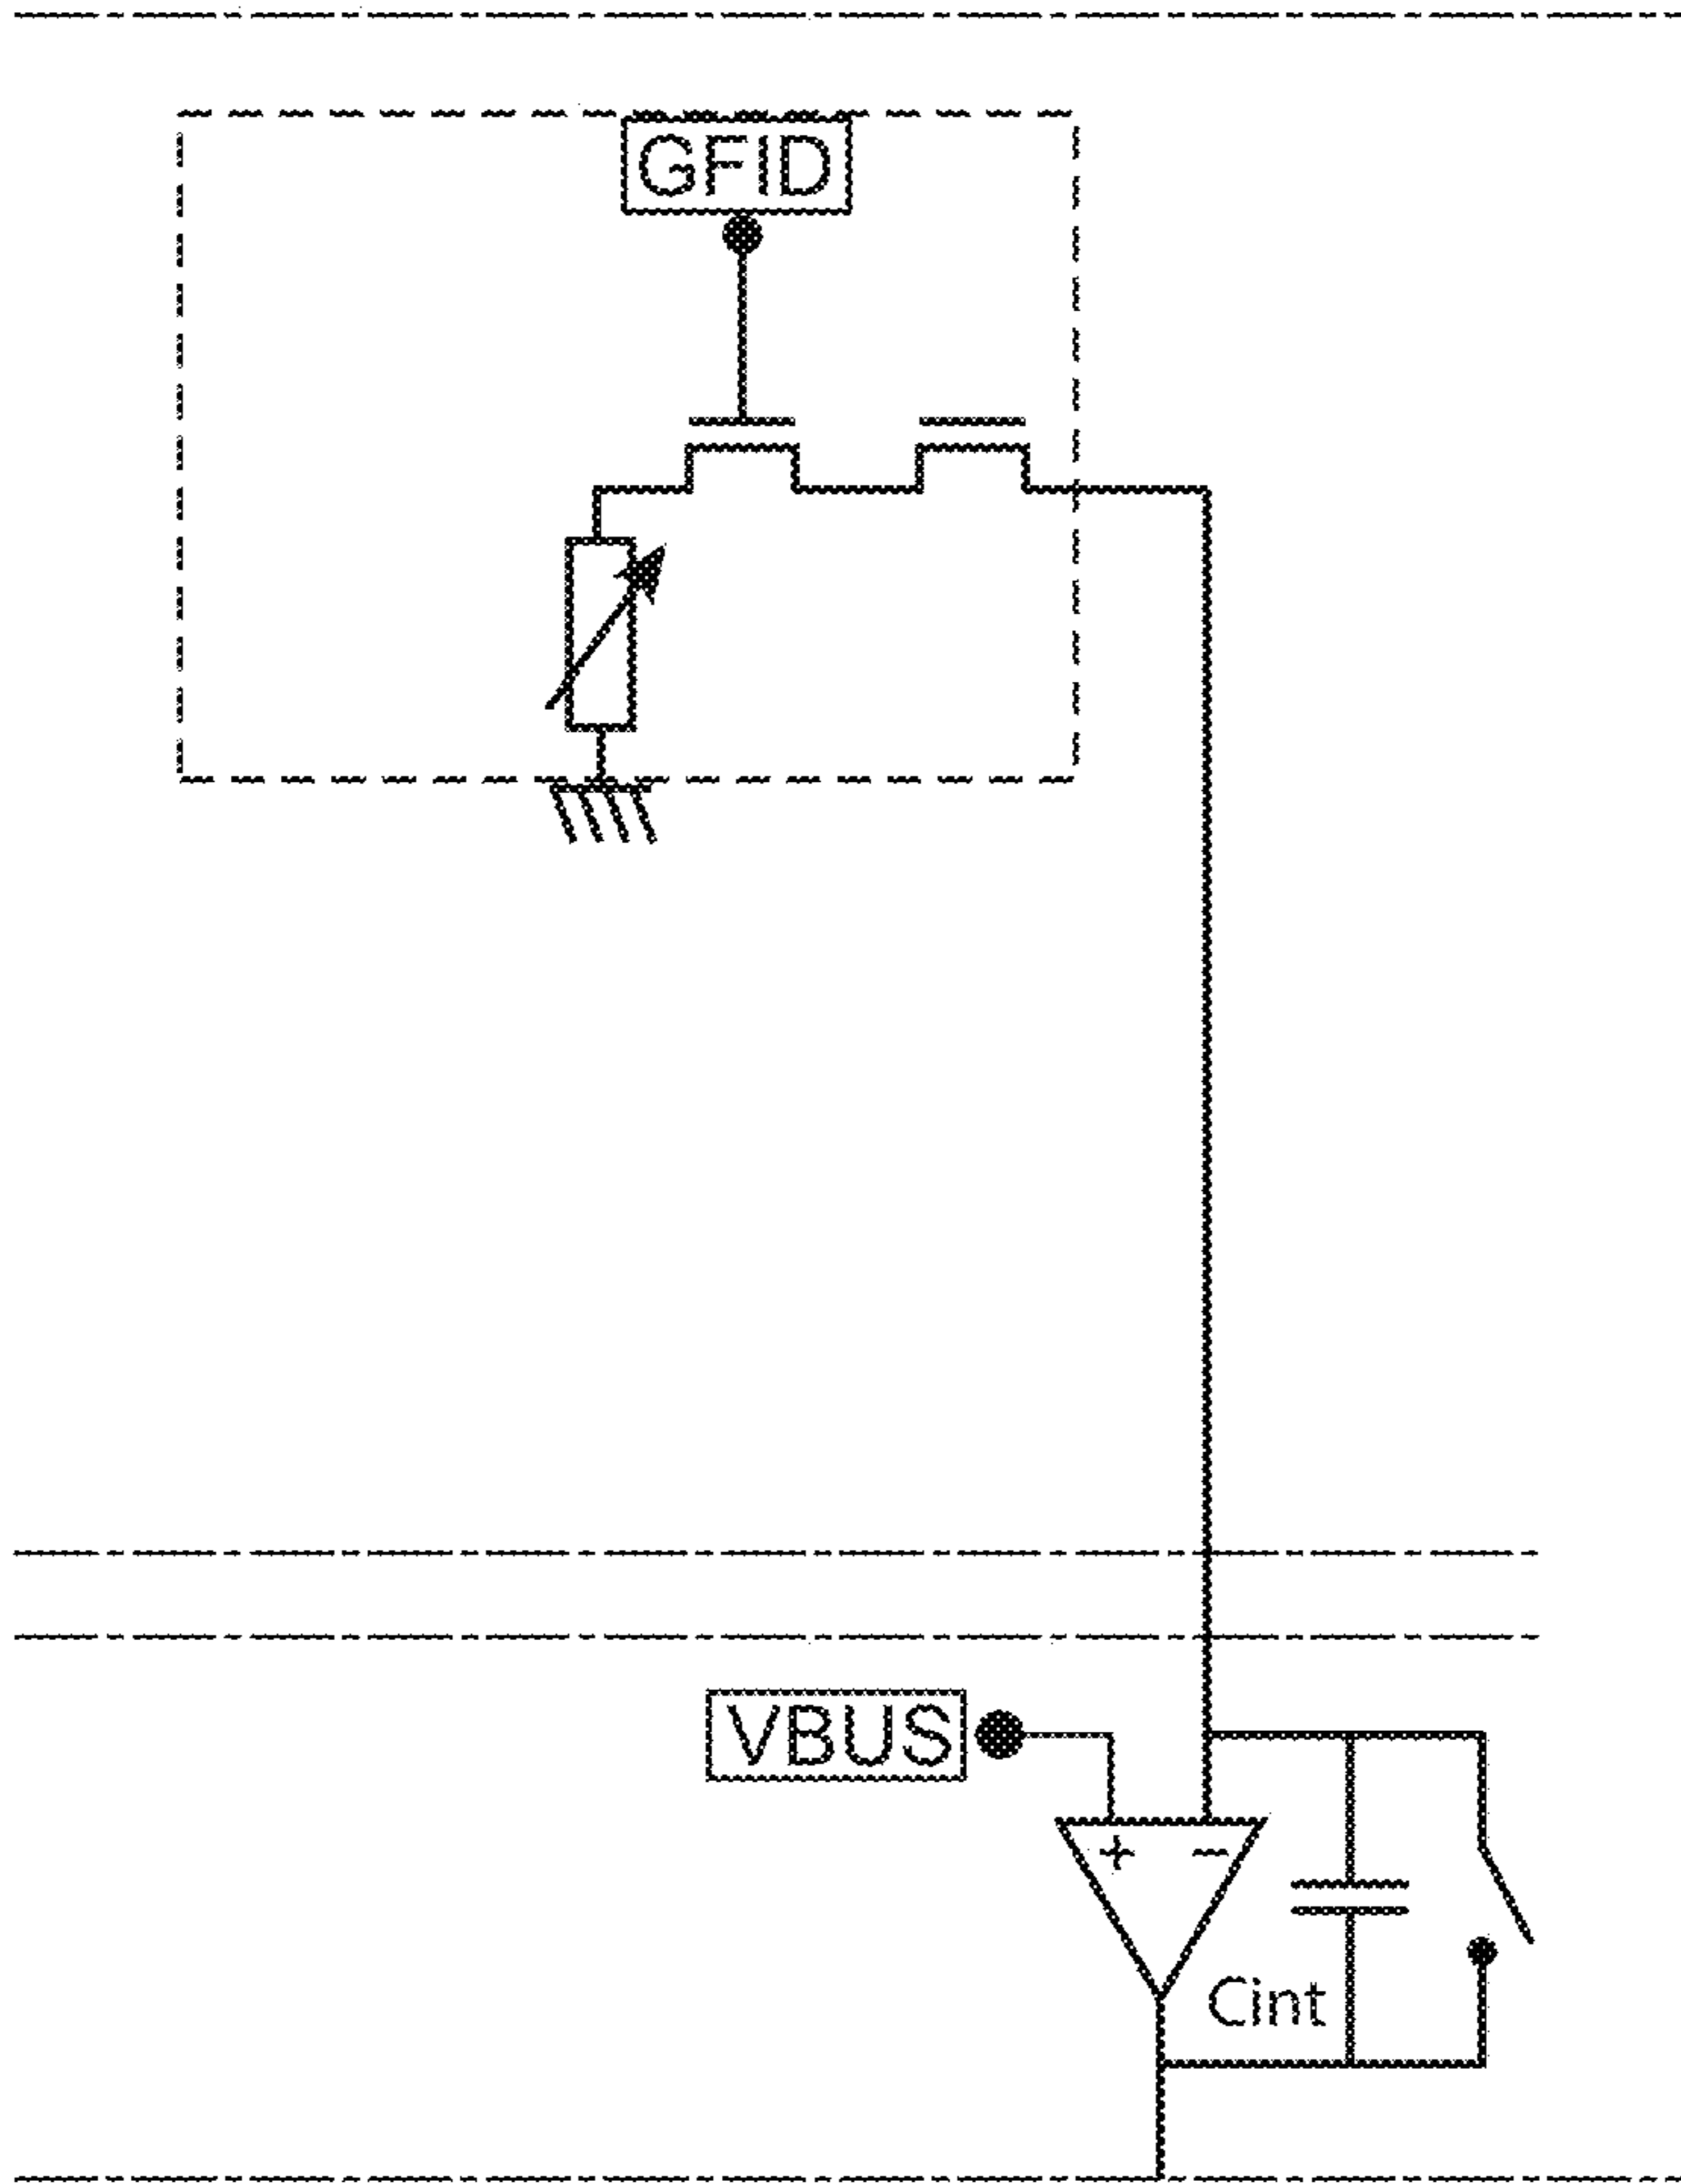 GFID
VBUS
+ −
Cint